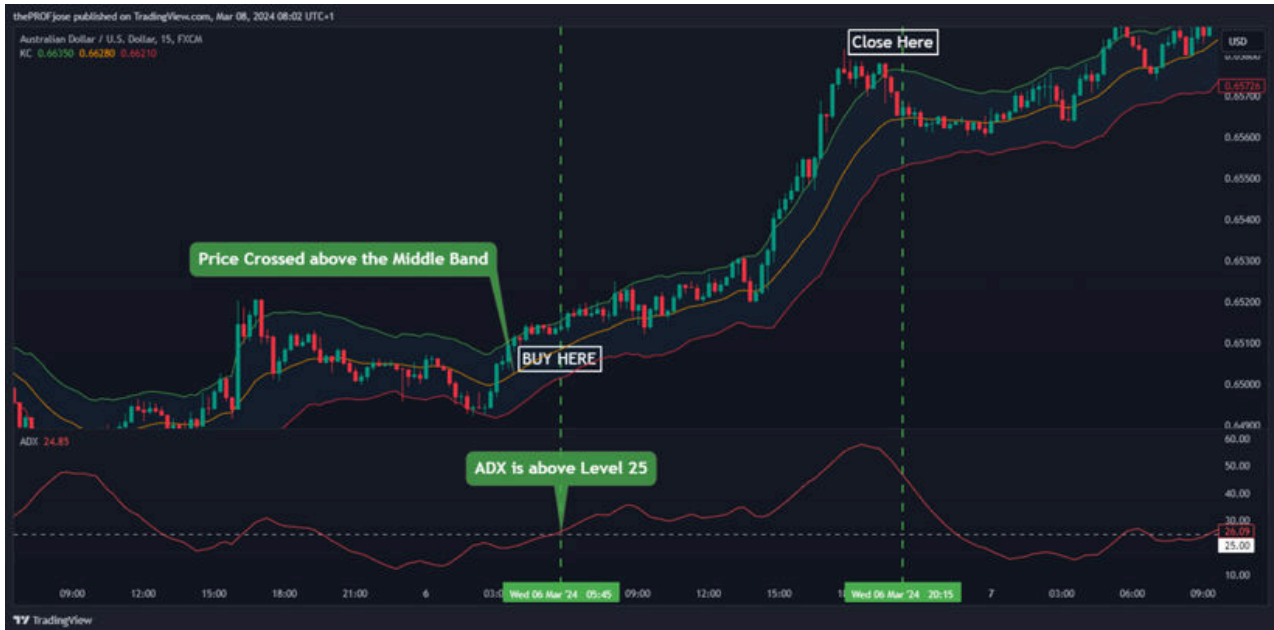 thePROFjose published on TradingView.com, Mar 08, 2024 08:02 UTC+1
Australian Dollar / U.S. Dollar, 15, FXCM
KC 0.66350 0.66280 0.66210
Close Here
USD
0.65726
0.65700
0.65600
0.65500
0.65400
0.65300
0.65200
0.65100
0.65000
0.64900
Price Crossed above the Middle Band
BUY HERE
ADX 24.85
ADX is above Level 25
60.00
50.00
40.00
30.00
26.09
25.00
10.00
09:00 12:00 15:00 18:00 21:00 6 Wed 06 Mar '24 05:45 09:00 12:00 15:00 Wed 06 Mar '24 20:15 7 03:00 06:00 09:00
TradingView